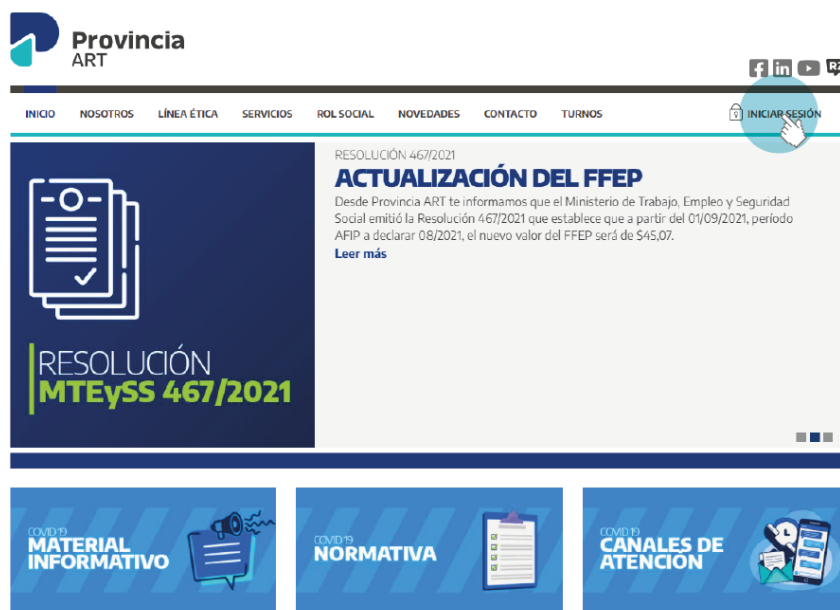 Provincia
ART
INICIO NOSOTROS LÍNEA ÉTICA SERVICIOS ROL SOCIAL NOVEDADES CONTACTO TURNOS INICIAR SESIÓN
RESOLUCIÓN 467/2021
ACTUALIZACIÓN DEL FFEP
Desde Provincia ART te informamos que el Ministerio de Trabajo, Empleo y Seguridad
Social emitió la Resolución 467/2021 que establece que a partir del 01/09/2021, período
AFIP a declarar 08/2021, el nuevo valor del FFEP será de $45,07.
Leer más
RESOLUCIÓN
MTEySS 467/2021
COVID 19
MATERIAL
INFORMATIVO
COVID 19
NORMATIVA
COVID 19
CANALES DE
ATENCIÓN